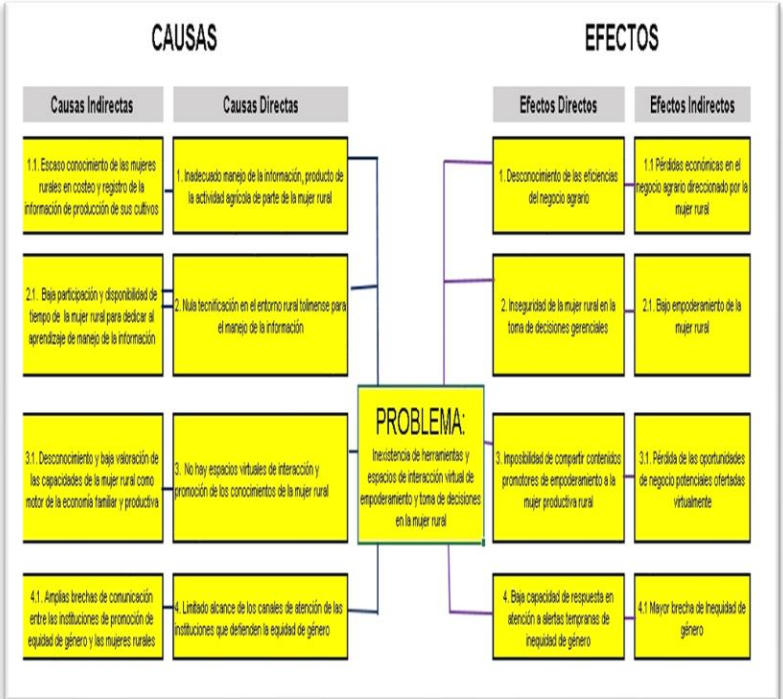 CAUSAS
EFECTOS
Causas Indirectas
Causas Directas
Efectos Directos
Efectos Indirectos
1.1. Escaso conocimiento de las mujeres
rurales en costeo y registro de la
información de producción de sus cultivos
1. Inadecuado manejo de la información, producto de
la actividad agrícola de parte de la mujer rural
1. Desconocimiento de las eficiencias
del negocio agrario
1.1 Pérdidas económicas en el
negocio agrario direccionado por la
mujer rural
2.1. Baja participación y disponibilidad de
tiempo de la mujer rural para dedicar al
aprendizaje de manejo de la información
2. Nula tecnificación en el entorno rural tolimense para
el manejo de la información
2. Inseguridad de la mujer rural en la
toma de decisiones gerenciales
2.1. Bajo empoderamiento de la
mujer rural
PROBLEMA:
Inexistencia de herramientas y
espacios de interacción virtual de
empoderamiento y toma de decisiones
en la mujer rural
3.1. Desconocimiento y baja valoración de
las capacidades de la mujer rural como
motor de la economía familiar y productiva
3. No hay espacios virtuales de interacción y
promoción de los conocimientos de la mujer rural
3. Imposibilidad de compartir contenidos
promotores de empoderamiento a la
mujer productiva rural
3.1. Pérdida de las oportunidades
de negocio potenciales ofertadas
virtualmente
4.1. Amplias brechas de comunicación
entre las instituciones de promoción de
equidad de género y las mujeres rurales
4. Limitado alcance de los canales de atención de las
instituciones que defienden la equidad de género
4. Baja capacidad de respuesta en
atención a alertas tempranas de
inequidad de género
4.1 Mayor brecha de Inequidad de
género